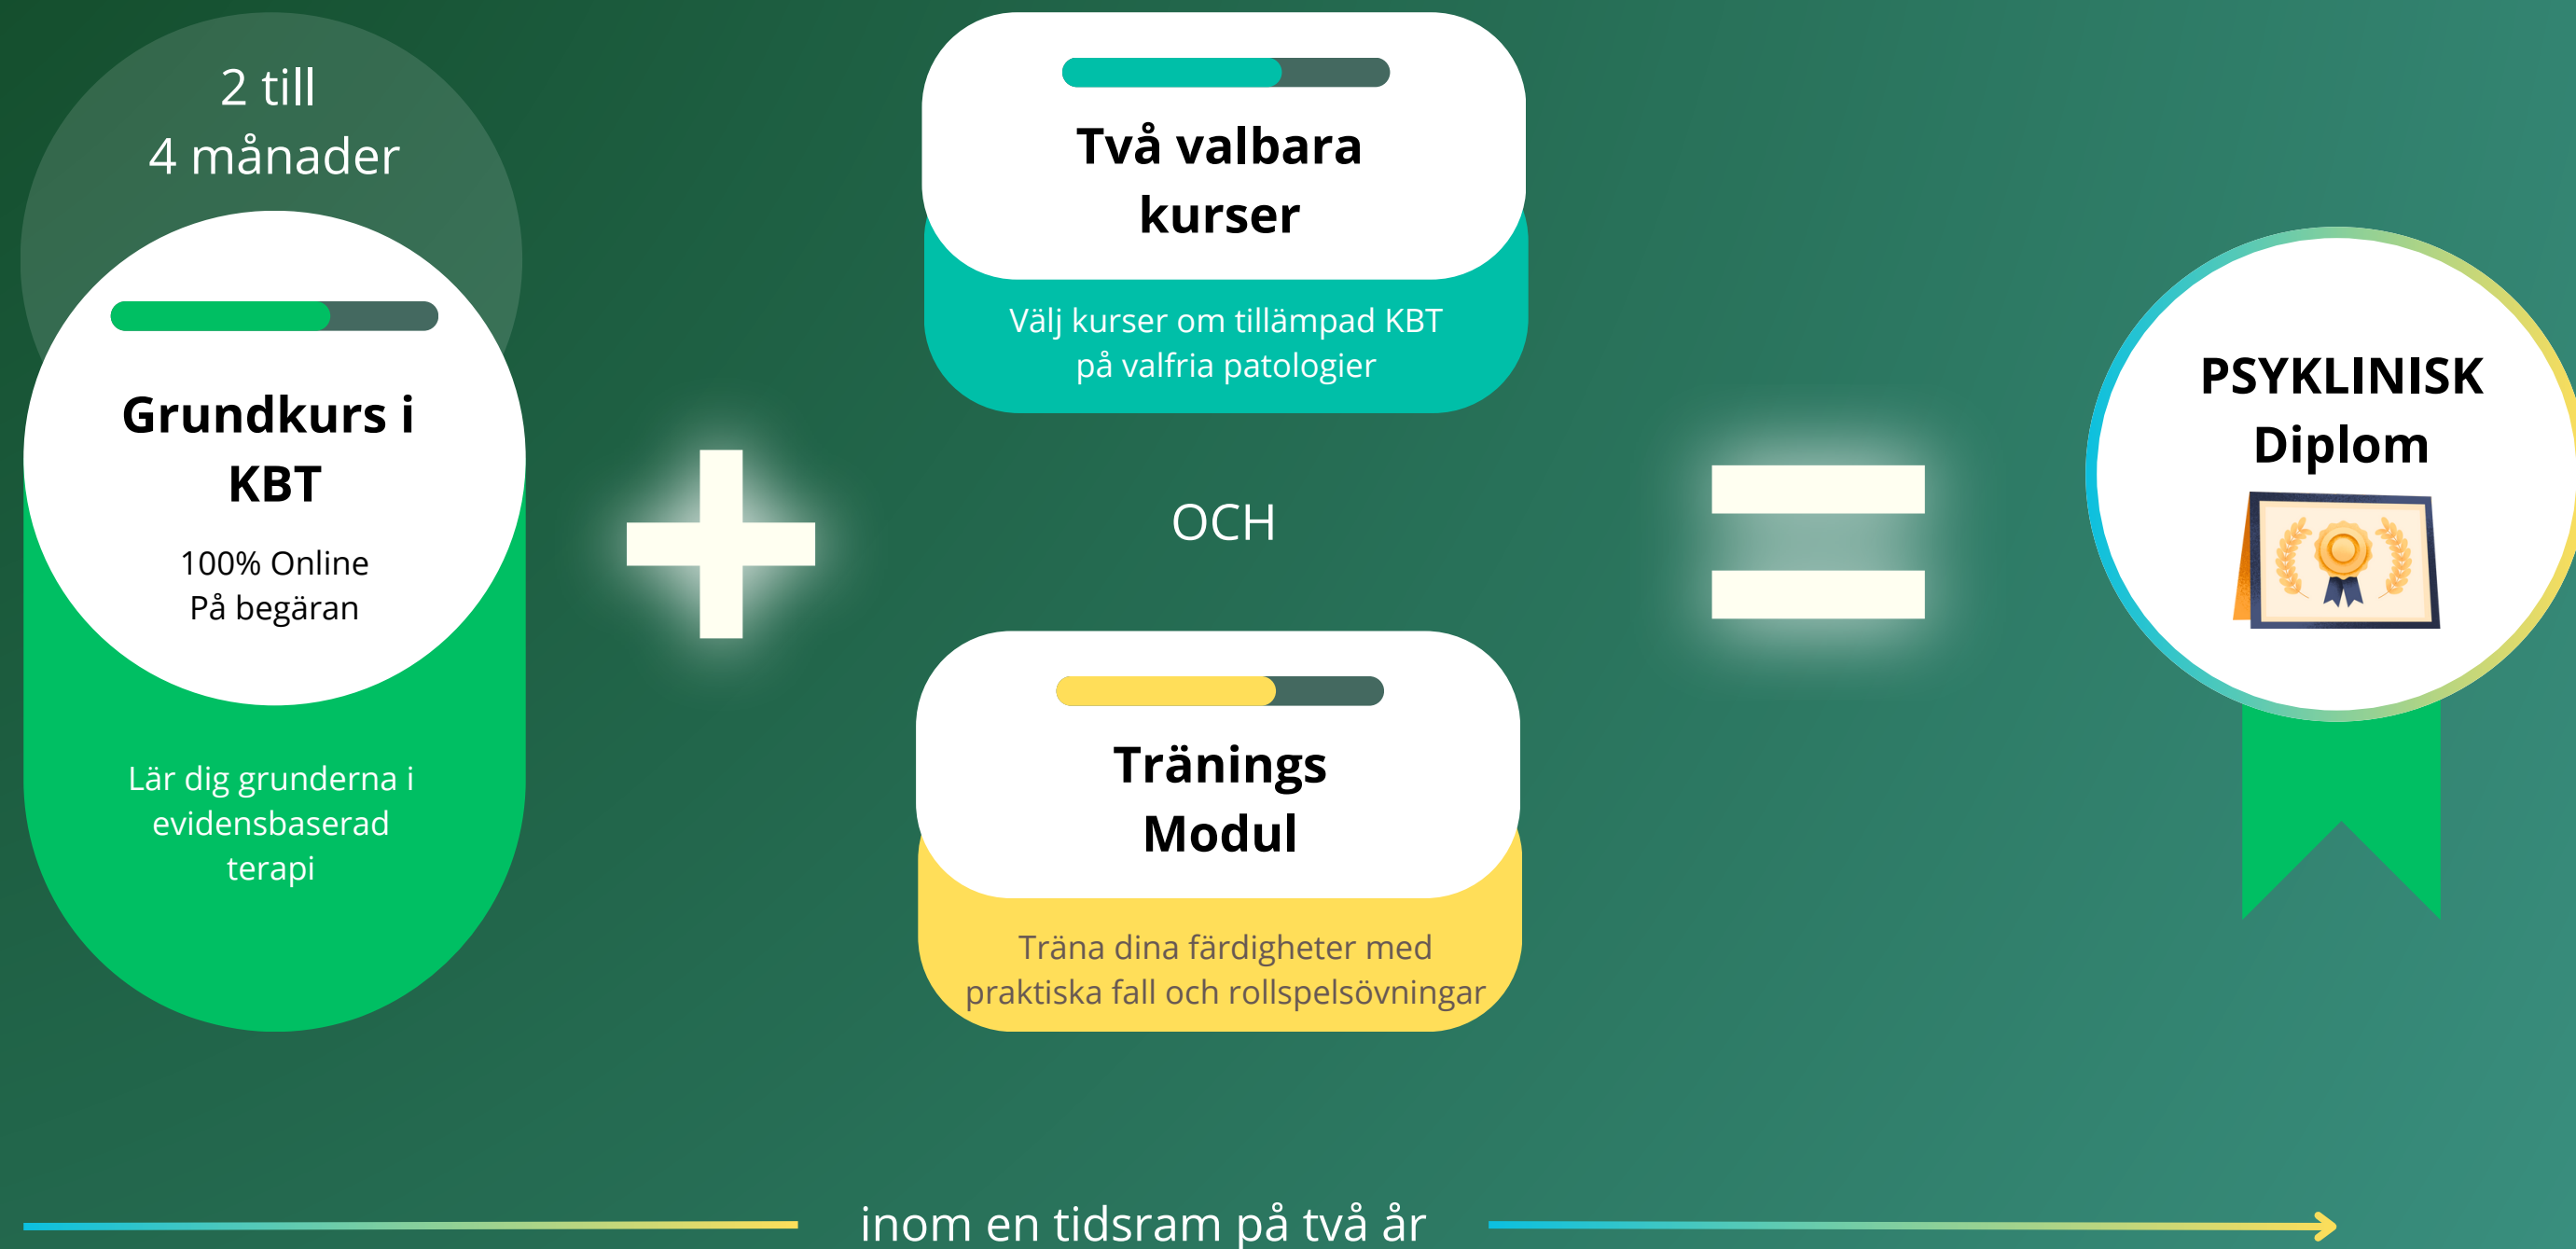 2 till
4 månader
Grundkurs i
KBT
100% Online
På begäran
Lär dig grunderna i
evidensbaserad
terapi
Två valbara
kurser
Välj kurser om tillämpad KBT
på valfria patologier
OCH
Tränings
Modul
Träna dina färdigheter med
praktiska fall och rollspelsövningar
PSYKLINISK
Diplom
inom en tidsram på två år